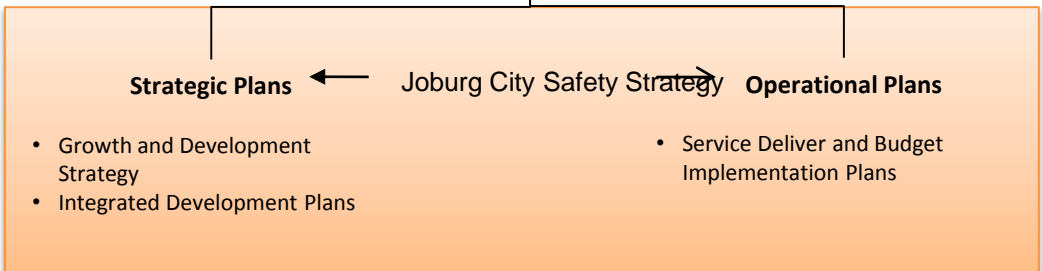 Strategic Plans
Joburg City Safety Strategy
Operational Plans
• Growth and Development
Strategy
• Integrated Development Plans
• Service Deliver and Budget
Implementation Plans